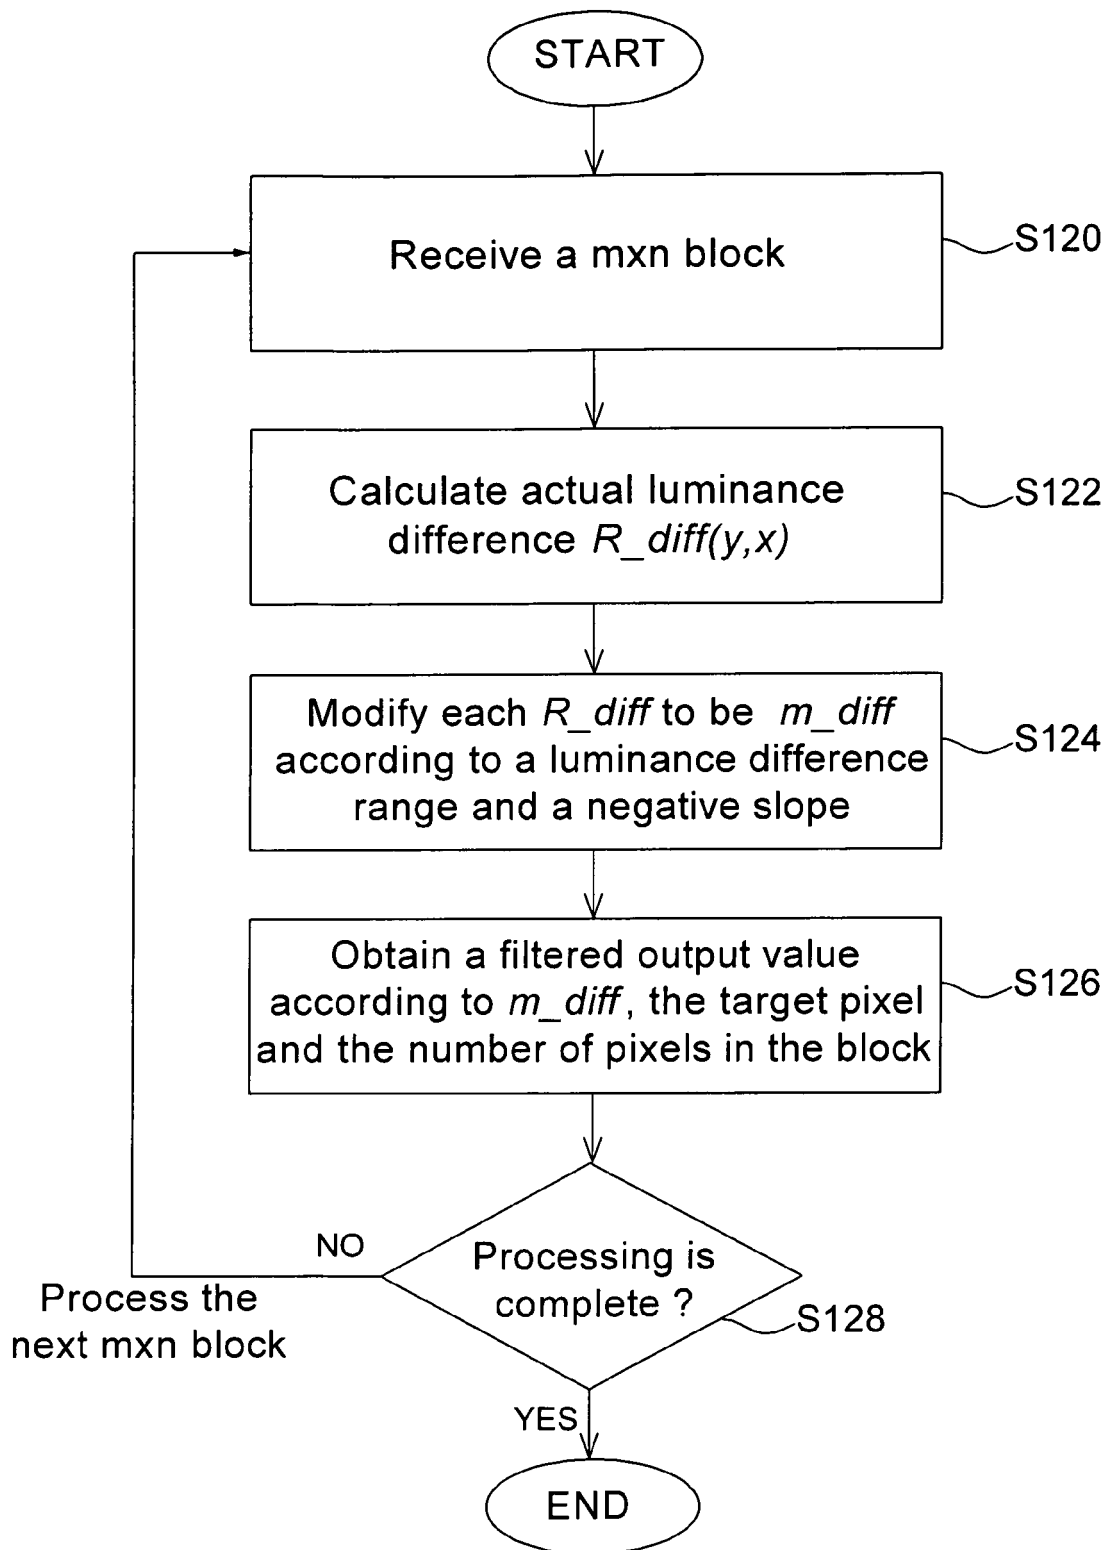 START
Receive a mxn block
S120
Calculate actual luminance
difference R_diff(y,x)
S122
Modify each R_diff to be m_diff
according to a luminance difference
range and a negative slope
S124
Obtain a filtered output value
according to m_diff, the target pixel
and the number of pixels in the block
S126
NO
Processing is
complete ?
S128
Process the
next mxn block
YES
END